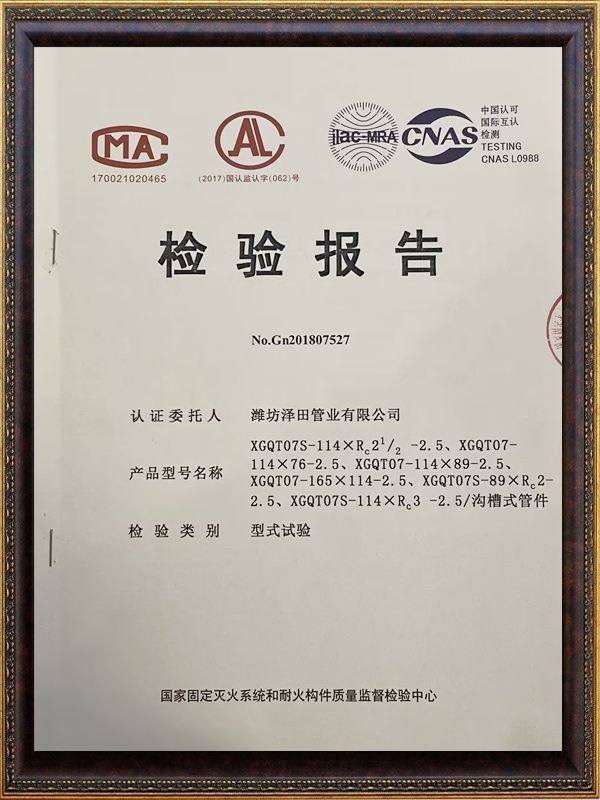 MA
170021020465
AL
(2017)国认监认字(062)号
ilac-MRA
CNAS
中国认可
国际互认
检测
TESTING
CNAS L0988
检验报告
No.Gn201807527
认证委托人 潍坊泽田管业有限公司
产品型号名称 XGQT07S-114×Rc2¹/₂ -2.5、XGQT07-
114×76-2.5、XGQT07-114×89-2.5、
XGQT07-165×114-2.5、XGQT07S-89×Rc2-
2.5、XGQT07S-114×Rc3 -2.5/沟槽式管件
检验类别 型式试验
国家固定灭火系统和耐火构件质量监督检验中心